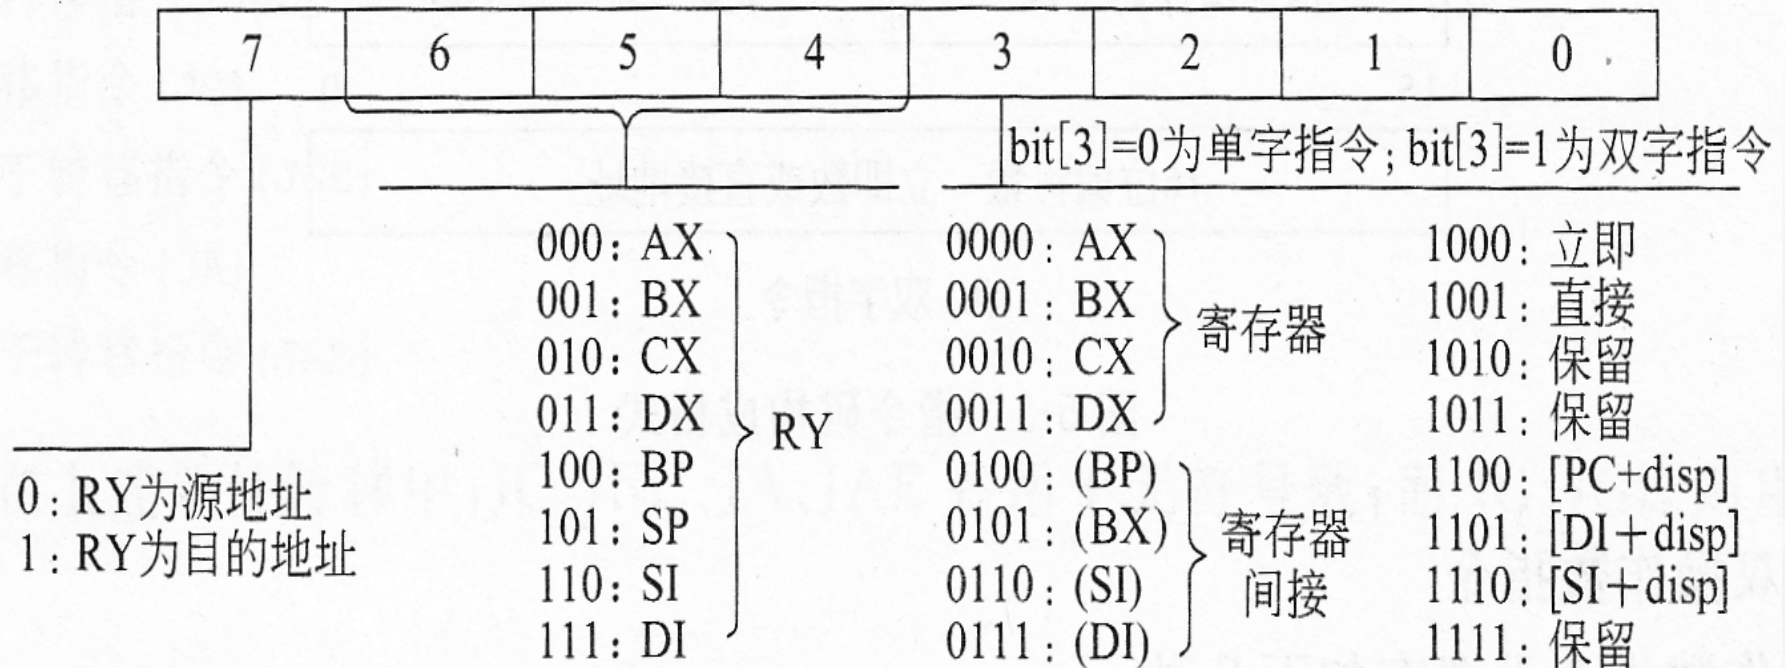 7 6 5 4 3 2 1 0
bit[3]=0为单字指令; bit[3]=1为双字指令
000: AX
001: BX
010: CX
011: DX
100: BP
101: SP
110: SI
111: DI
RY
0000: AX
0001: BX
0010: CX
0011: DX
寄存器
0100: (BP)
0101: (BX)
0110: (SI)
0111: (DI)
寄存器
间接
1000: 立即
1001: 直接
1010: 保留
1011: 保留
1100: [PC+disp]
1101: [DI+disp]
1110: [SI+disp]
1111: 保留
0: RY为源地址
1: RY为目的地址